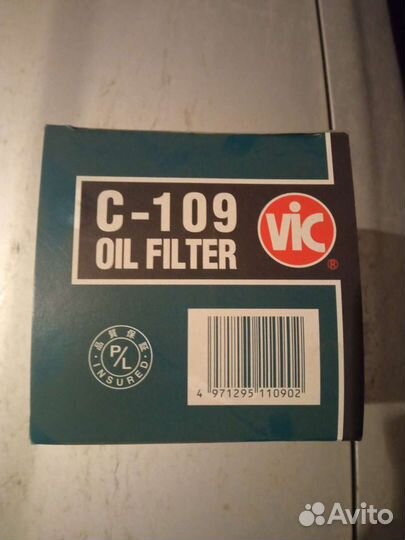 C-109
OIL FILTER
VIC
®
品質保証
P/L
INSURED
4 971295 110902
Avito